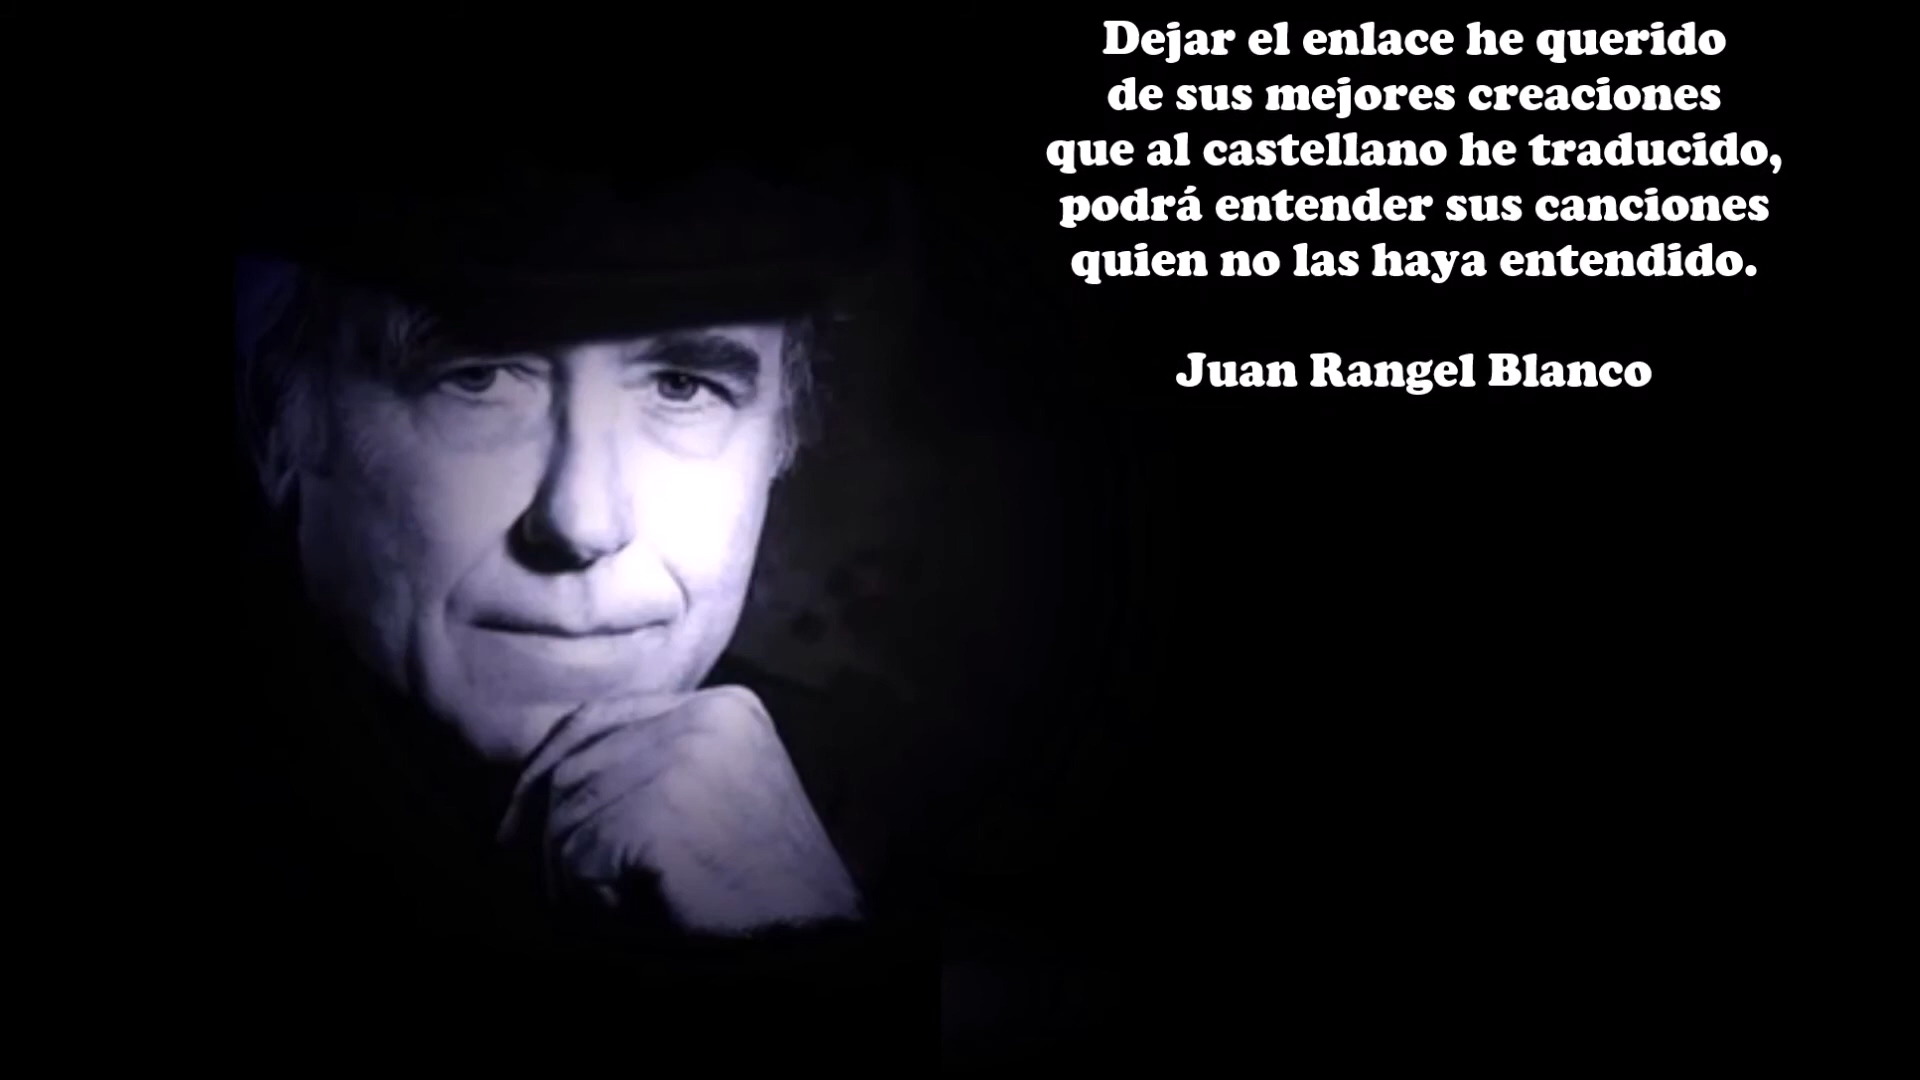 Dejar el enlace he querido
de sus mejores creaciones
que al castellano he traducido,
podrá entender sus canciones
quien no las haya entendido.
Juan Rangel Blanco